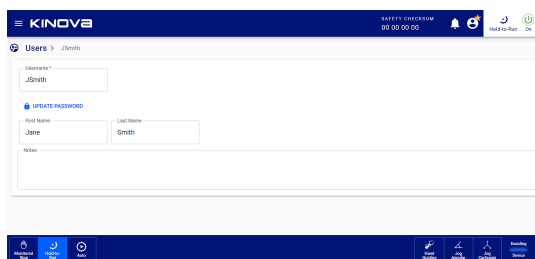 KINOVA
SAFETY CHECKSUM
00 00 00 00
Hold-to-Run
On
Users > JSmith
Username *
JSmith
UPDATE PASSWORD
First Name
Last Name
Jane
Smith
Notes
Monitored Stop
Hold-to-Run
Auto
Hand Guiding
Jog Angular
Jog Cartesian
Enabling
Device